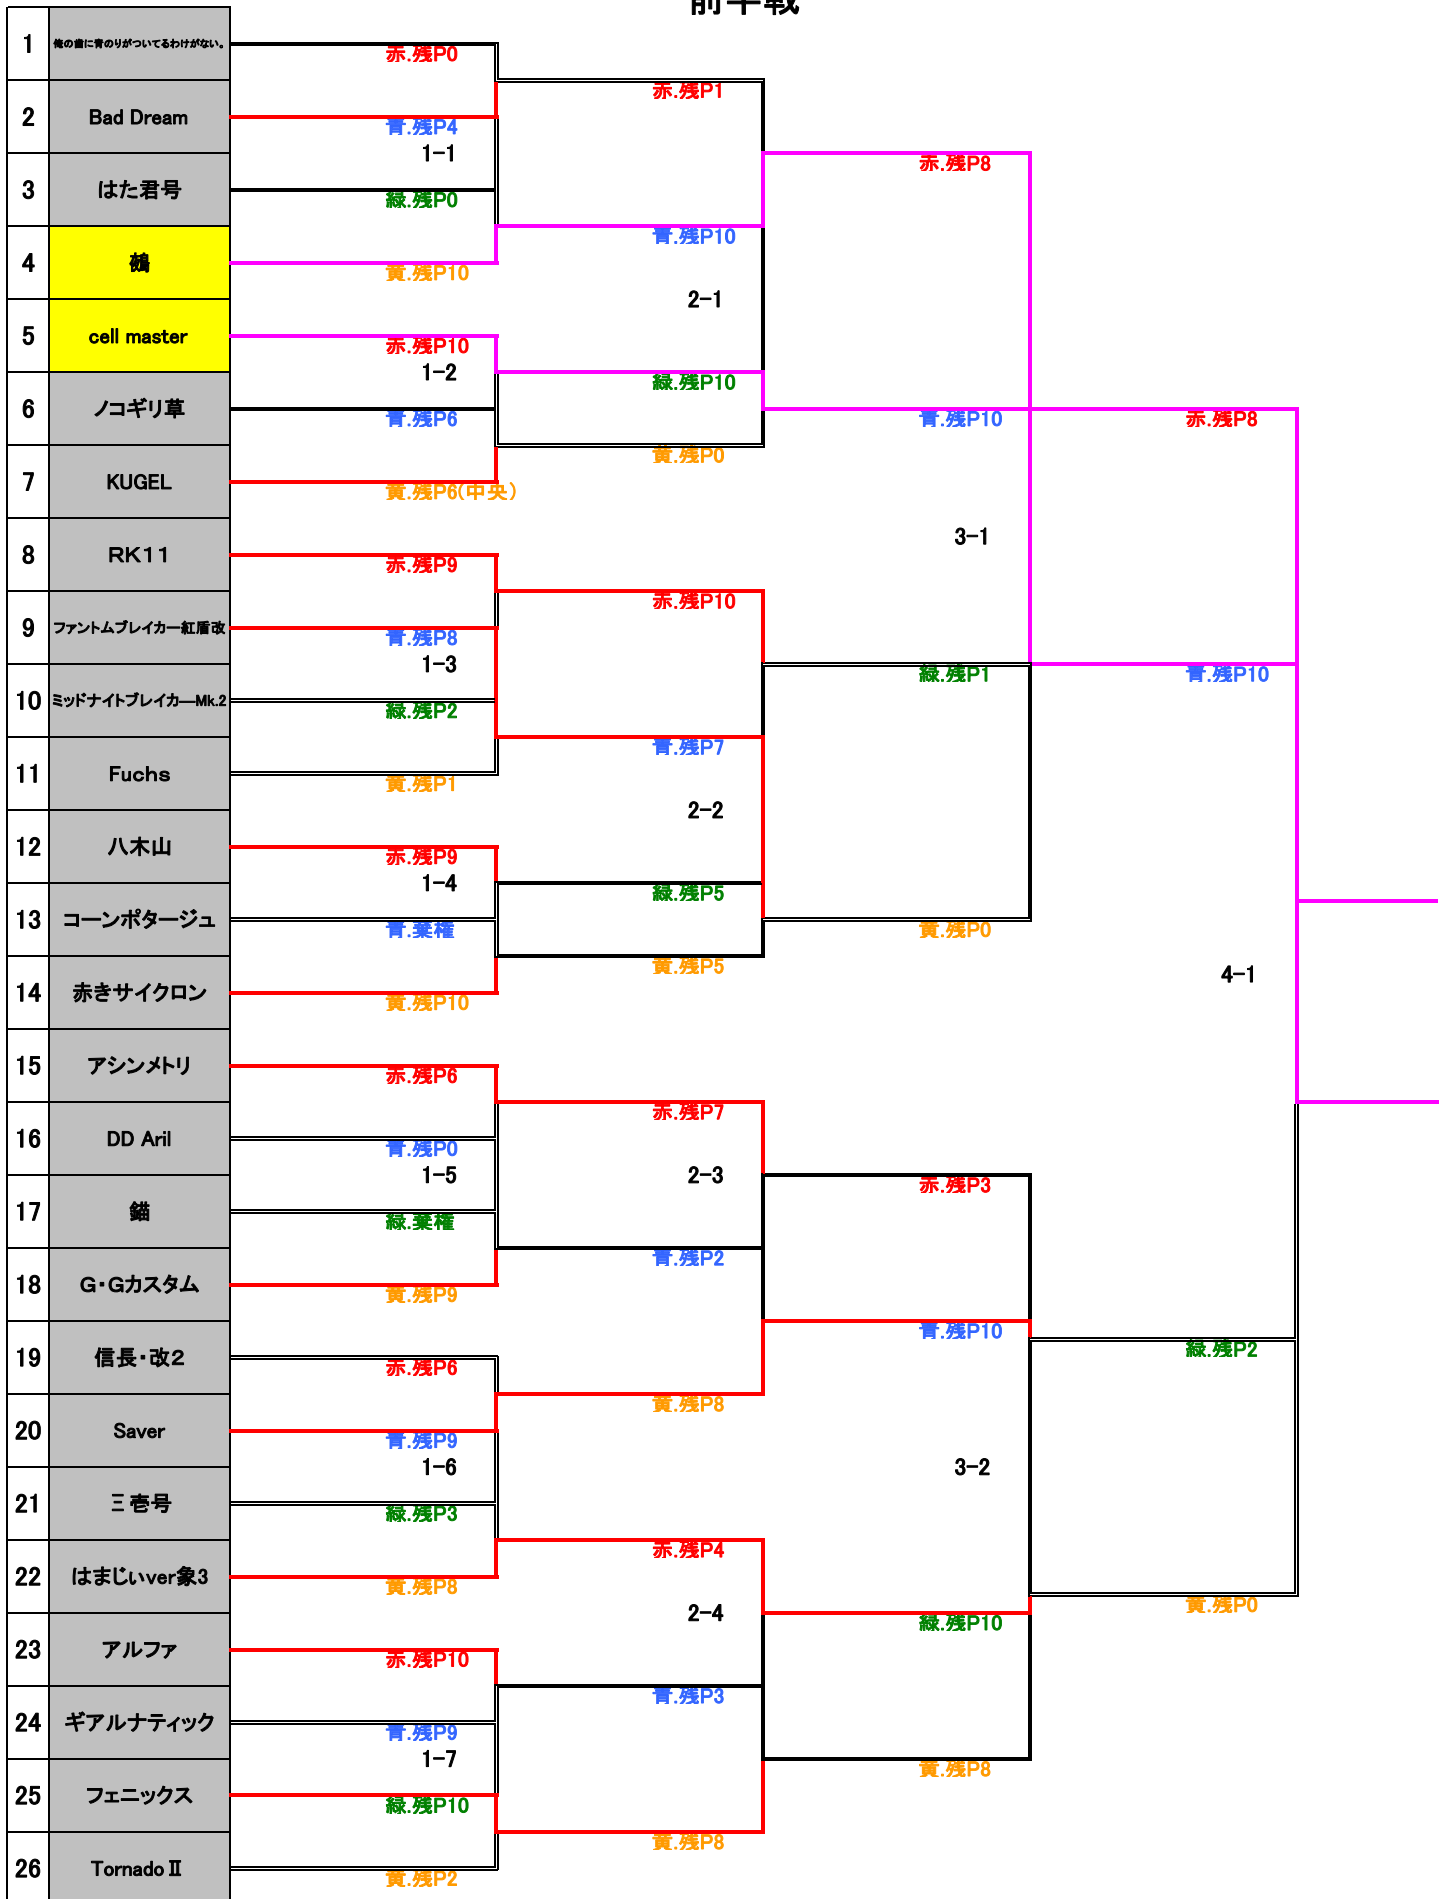 前半戦
1 俺の歯に青のりがついてるわけがない。
赤.残P0
赤.残P1
2 Bad Dream
青.残P4
1-1
赤.残P8
3 はた君号
緑.残P0
青.残P10
4 鵺
黄.残P10
2-1
5 cell master
赤.残P10
1-2
緑.残P10
6 ノコギリ草
青.残P6
青.残P10
赤.残P8
黄.残P0
7 KUGEL
黄.残P6(中央)
3-1
8 RK11
赤.残P9
赤.残P10
9 ファントムブレイカー紅盾改
青.残P8
1-3
緑.残P1
青.残P10
10 ミッドナイトブレイカ―Mk.2
緑.残P2
青.残P7
11 Fuchs
黄.残P1
2-2
12 八木山
赤.残P9
1-4
緑.残P5
13 コーンポタージュ
青.棄権
黄.残P0
黄.残P5
4-1
14 赤きサイクロン
黄.残P10
15 アシンメトリ
赤.残P6
赤.残P7
16 DD Aril
青.残P0
1-5
2-3
赤.残P3
17 錨
緑.棄権
青.残P2
18 G・Gカスタム
黄.残P9
青.残P10
緑.残P2
19 信長・改2
赤.残P6
黄.残P8
20 Saver
青.残P9
1-6
3-2
21 三壱号
緑.残P3
赤.残P4
22 はまじぃver象3
黄.残P8
黄.残P0
2-4
緑.残P10
23 アルファ
赤.残P10
青.残P3
24 ギアルナティック
青.残P9
1-7
黄.残P8
25 フェニックス
緑.残P10
黄.残P8
26 Tornado Ⅱ
黄.残P2